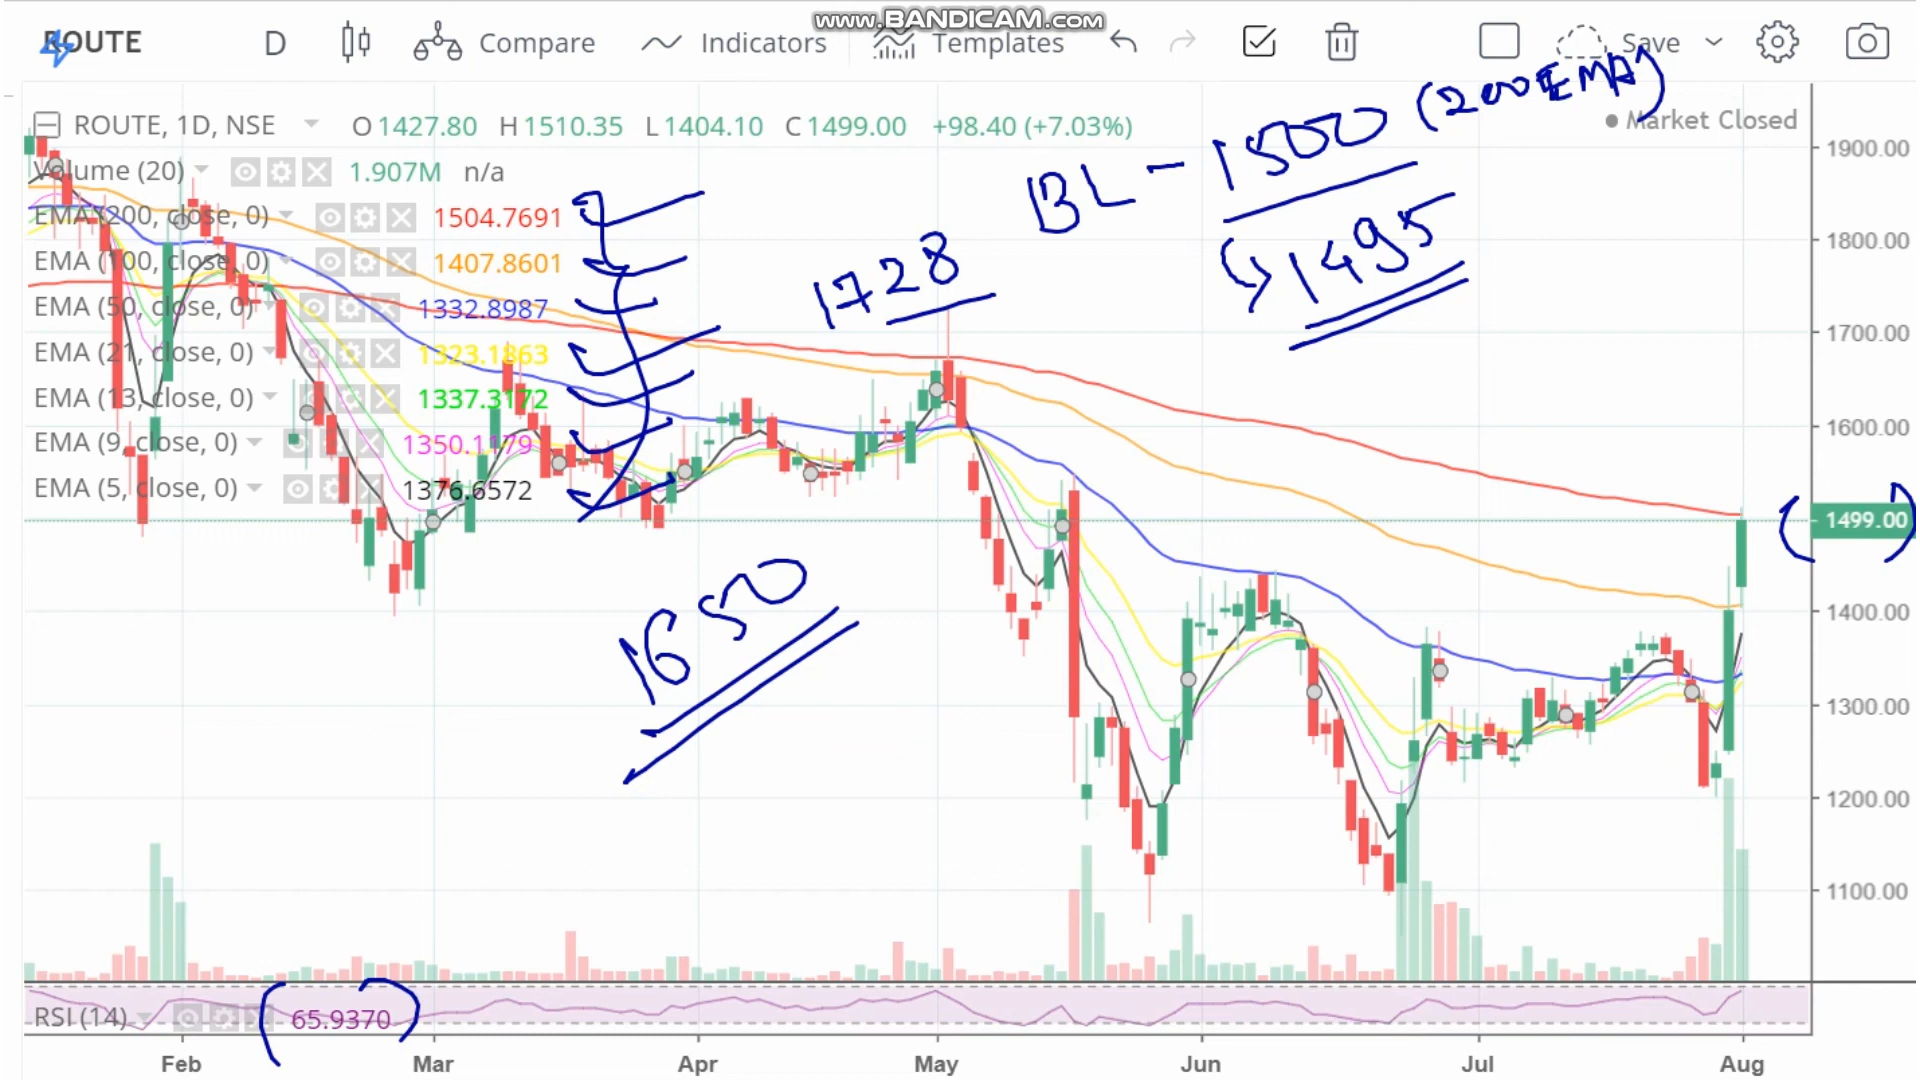 www.BANDICAM.com
ROUTE D Compare Indicators Templates Save
BL - 1500 (200 EMA)
Market Closed
ROUTE, 1D, NSE O 1427.80 H 1510.35 L 1404.10 C 1499.00 +98.40 (+7.03%)
1900.00
Volume (20) 1.907M n/a
EMA (200, close, 0) 1504.7691
1495
1800.00
EMA (100, close, 0) 1407.8601
1728
EMA (50, close, 0) 1332.8987
1700.00
EMA (21, close, 0) 1323.1863
EMA (13, close, 0) 1337.3172
1600.00
EMA (9, close, 0) 1350.1179
EMA (5, close, 0) 1376.6572
1499.00
1650
1400.00
1300.00
1200.00
1100.00
RSI (14) 65.9370
Feb Mar Apr May Jun Jul Aug